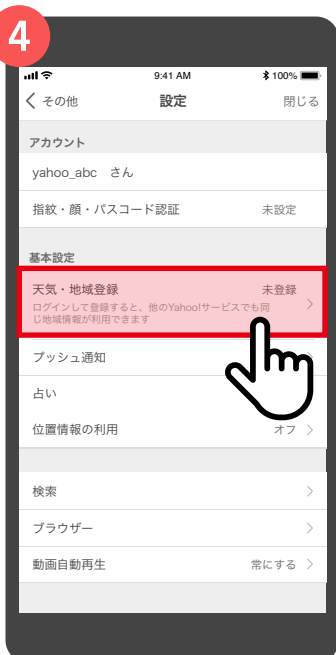 4
9:41 AM
100%
その他
設定
閉じる
アカウント
yahoo_abc さん
指紋・顔・パスコード認証
未設定
基本設定
天気・地域登録
未登録
ログインして登録すると、他のYahoo!サービスでも同
じ地域情報が利用できます
プッシュ通知
占い
位置情報の利用
オフ
検索
ブラウザー
動画自動再生
常にする